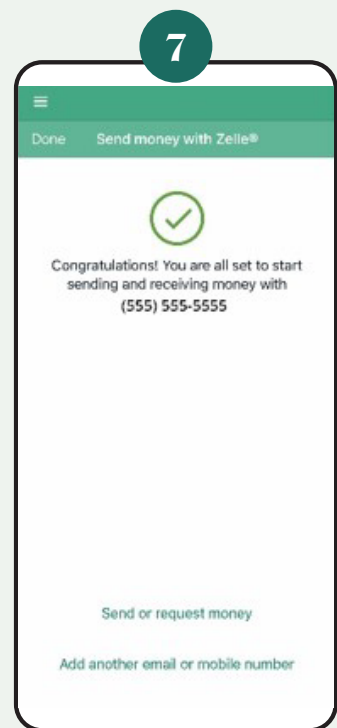 7
Done Send money with Zelle®
Congratulations! You are all set to start
sending and receiving money with
(555) 555-5555
Send or request money
Add another email or mobile number